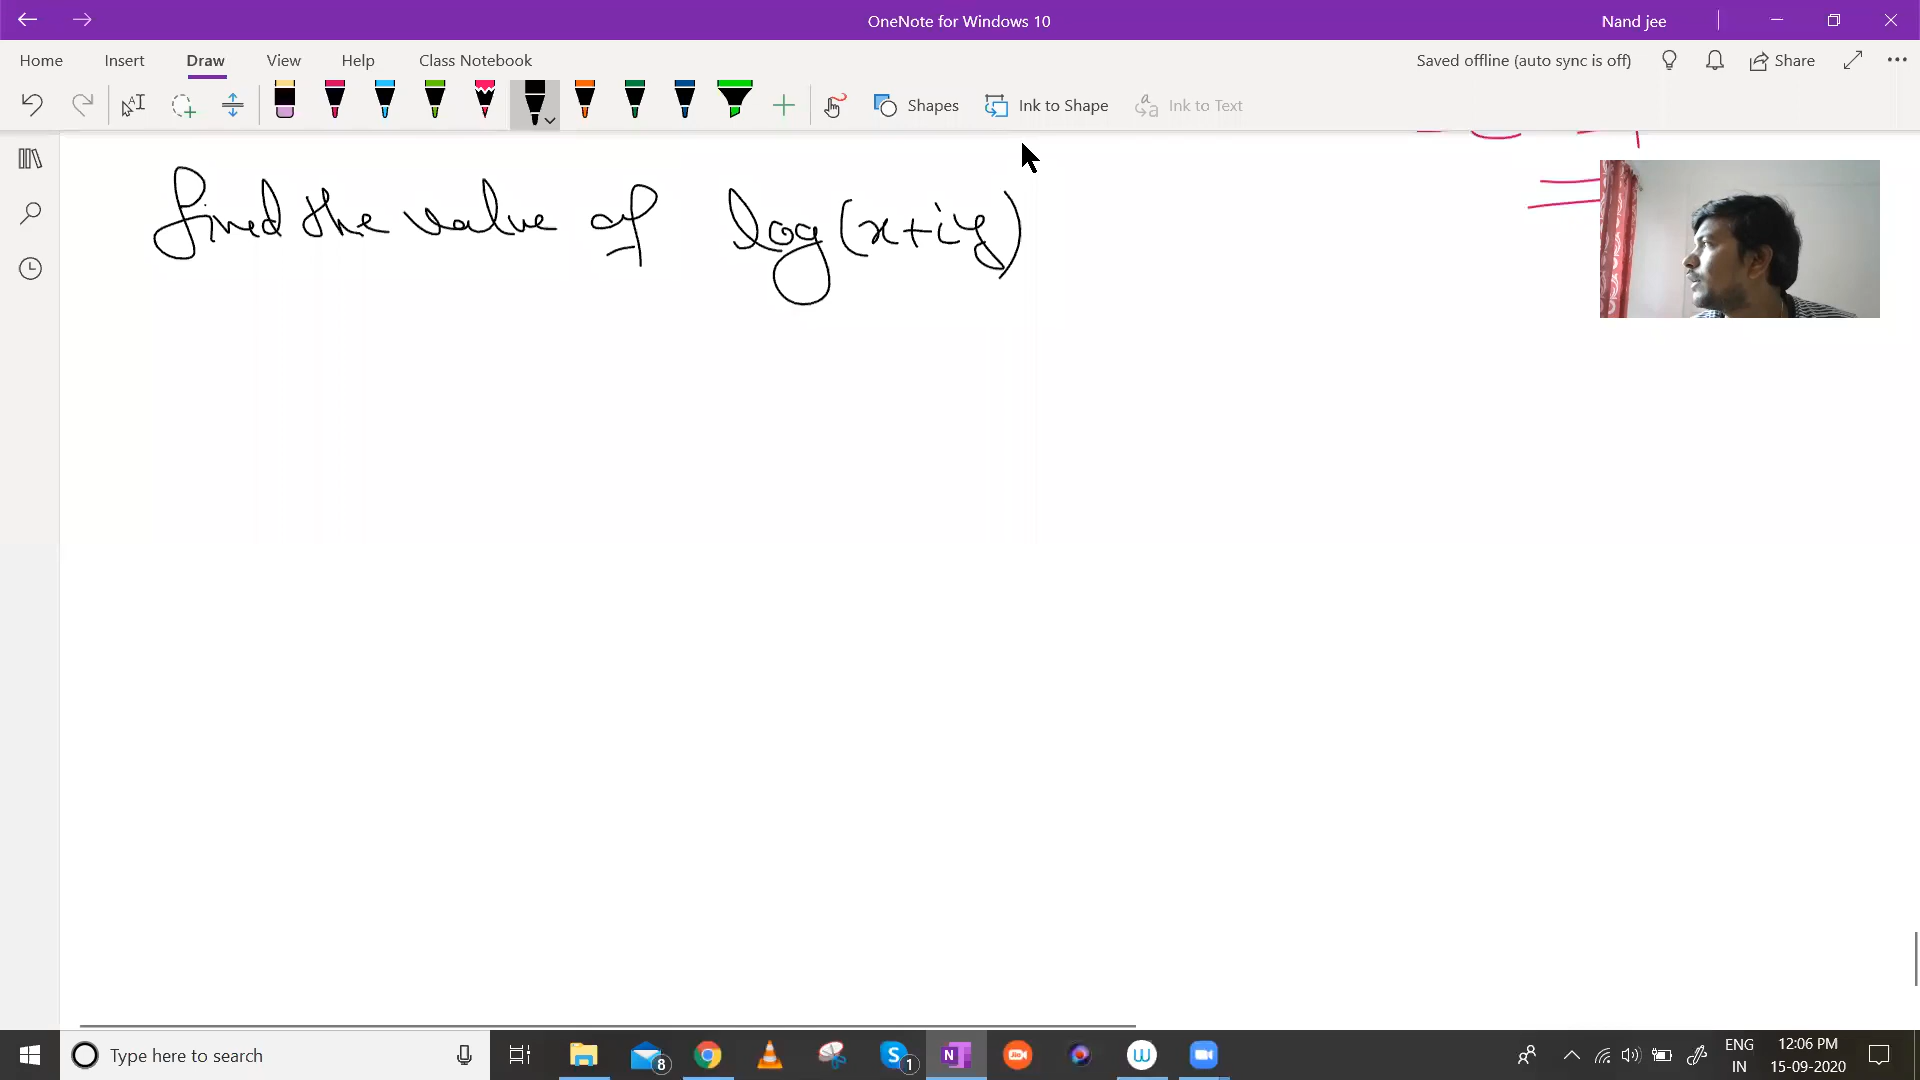 OneNote for Windows 10
Nand jee
Home Insert Draw View Help Class Notebook
Saved offline (auto sync is off) Share
Shapes Ink to Shape Ink to Text
find the value of log(x+iy)
Type here to search
8
1
ENG
IN
12:06 PM
15-09-2020